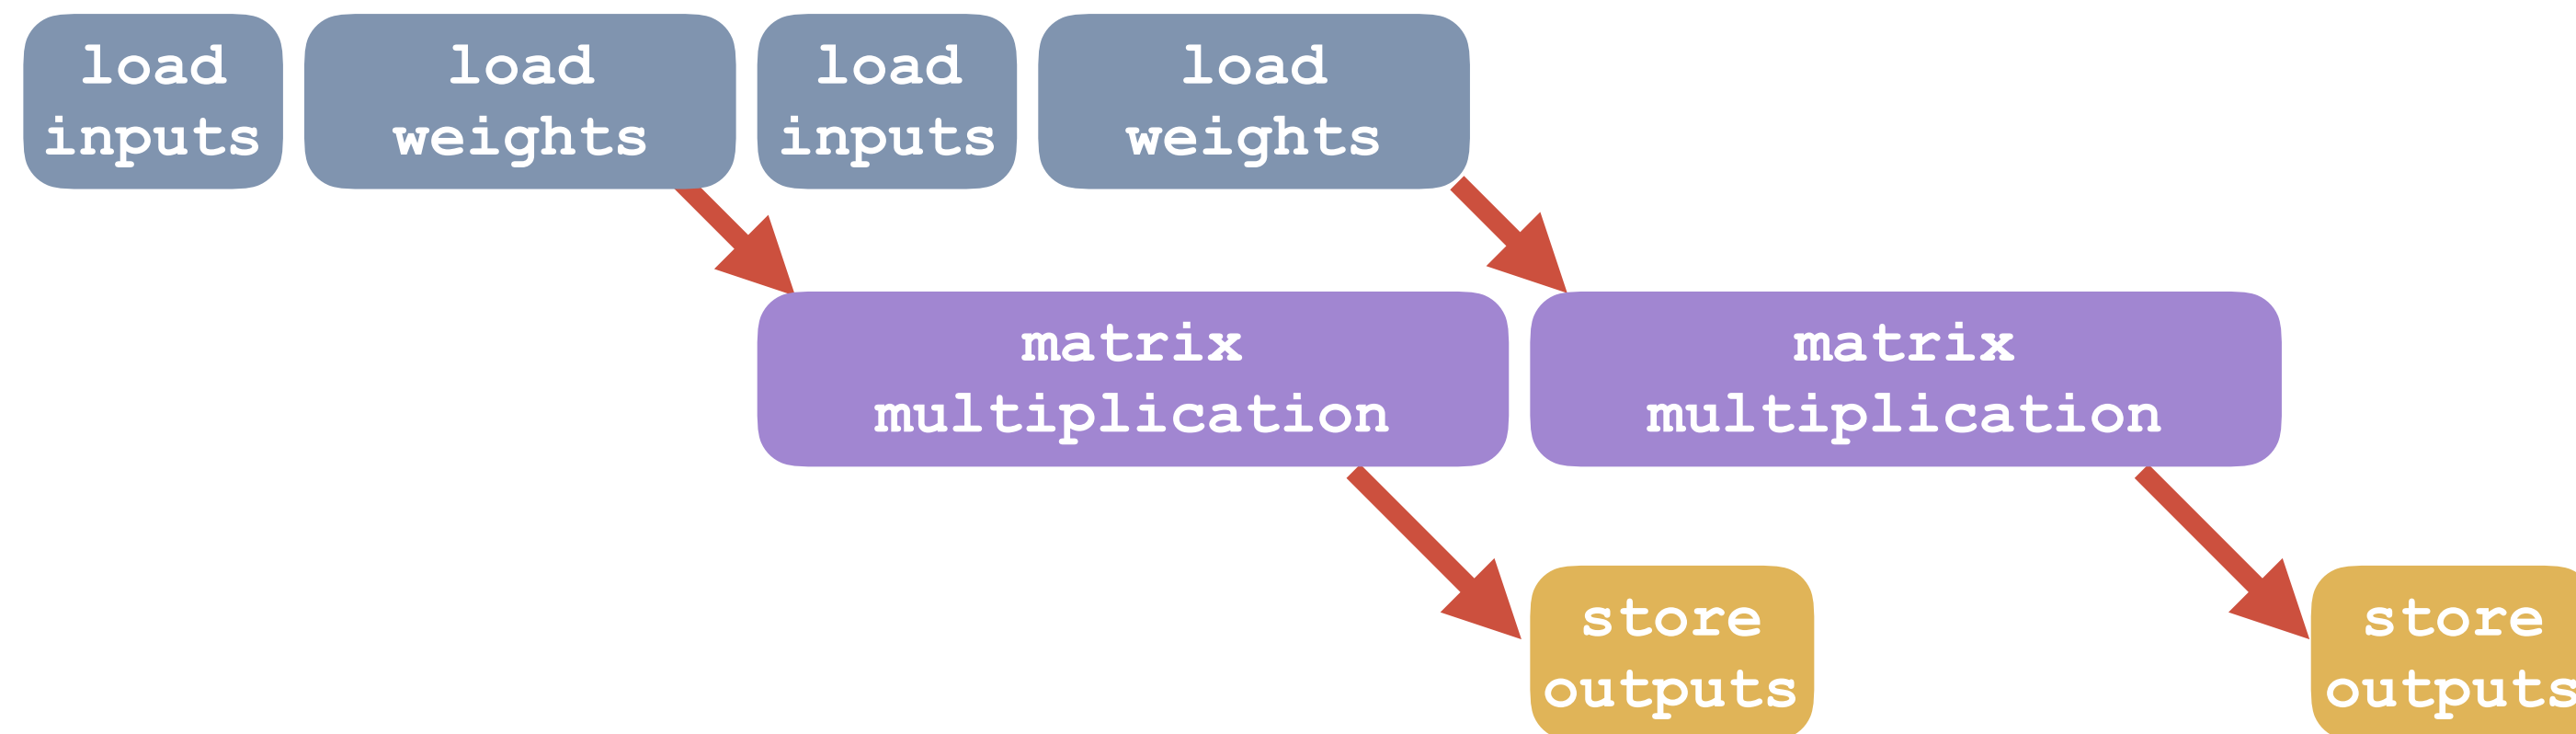 load
inputs
load
weights
load
inputs
load
weights
matrix
multiplication
matrix
multiplication
store
outputs
store
outputs